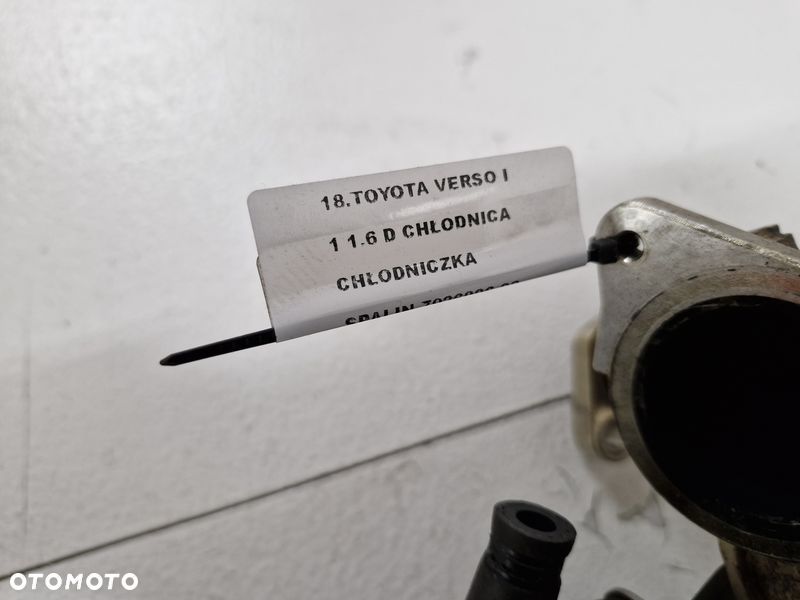 18.TOYOTA VERSO I
1 1.6 D CHŁODNICA
CHŁODNICZKA
SPALIN
OTOMOTO